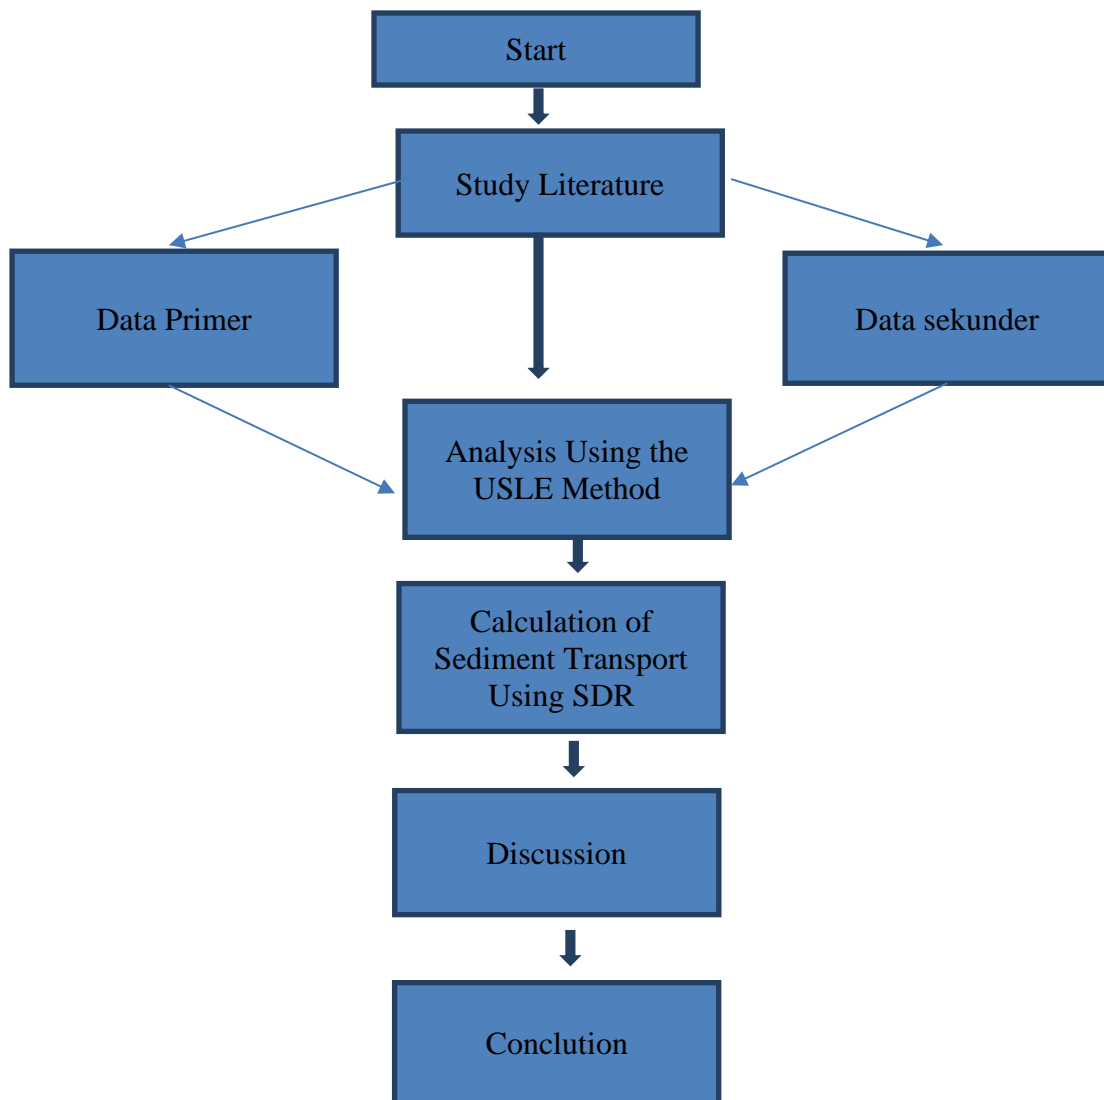 Start
Study Literature
Data Primer
Data sekunder
Analysis Using the
USLE Method
Calculation of
Sediment Transport
Using SDR
Discussion
Conclution